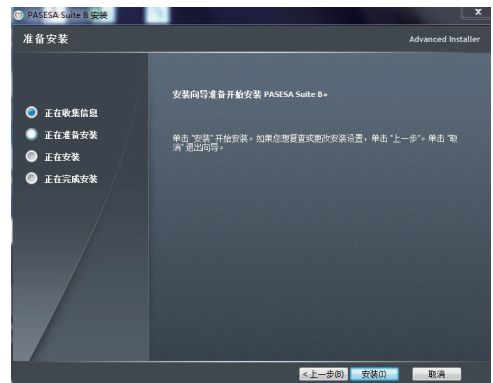 PASESA Suite B 安装
准备安装
Advanced Installer
安装向导准备开始安装 PASESA Suite B。
正在收集信息
正在准备安装
正在安装
正在完成安装
单击 "安装" 开始安装。如果您想复查或更改安装设置，单击 "上一步"。单击 "取
消" 退出向导。
<上一步(B)
安装(I)
取消